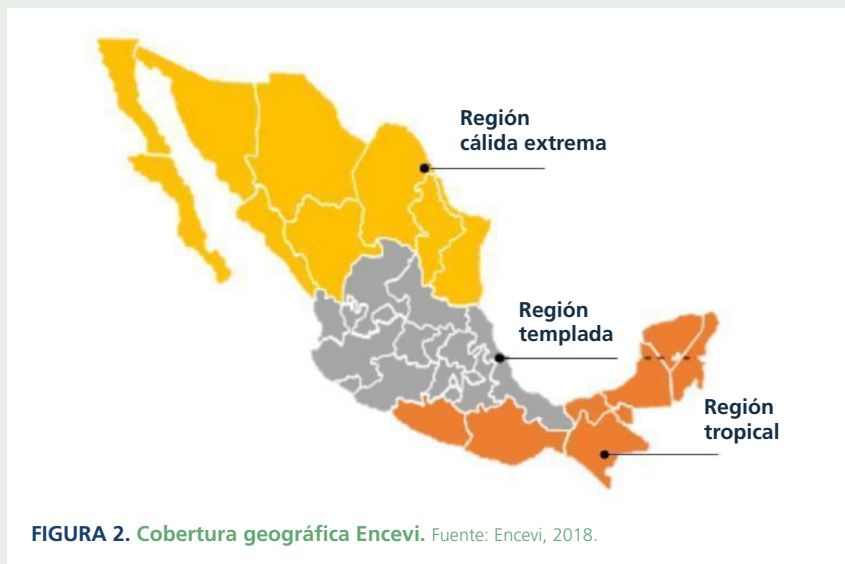 Región
cálida extrema
Región
templada
Región
tropical
FIGURA 2. Cobertura geográfica Encevi. Fuente: Encevi, 2018.